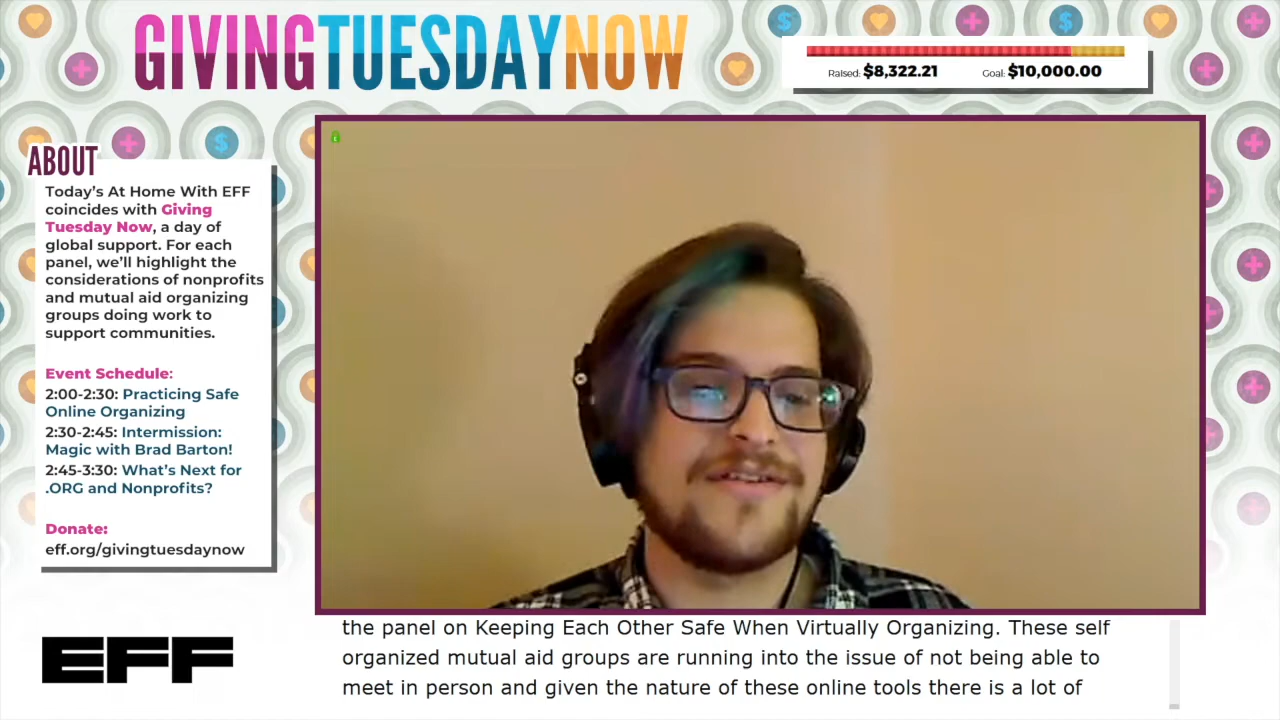 GIVINGTUESDAYNOW
Raised: $8,322.21 Goal: $10,000.00
ABOUT
Today's At Home With EFF
coincides with Giving
Tuesday Now, a day of
global support. For each
panel, we'll highlight the
considerations of nonprofits
and mutual aid organizing
groups doing work to
support communities.
Event Schedule:
2:00-2:30: Practicing Safe
Online Organizing
2:30-2:45: Intermission:
Magic with Brad Barton!
2:45-3:30: What's Next for
.ORG and Nonprofits?
Donate:
eff.org/givingtuesdaynow
EFF
the panel on Keeping Each Other Safe When Virtually Organizing. These self
organized mutual aid groups are running into the issue of not being able to
meet in person and given the nature of these online tools there is a lot of